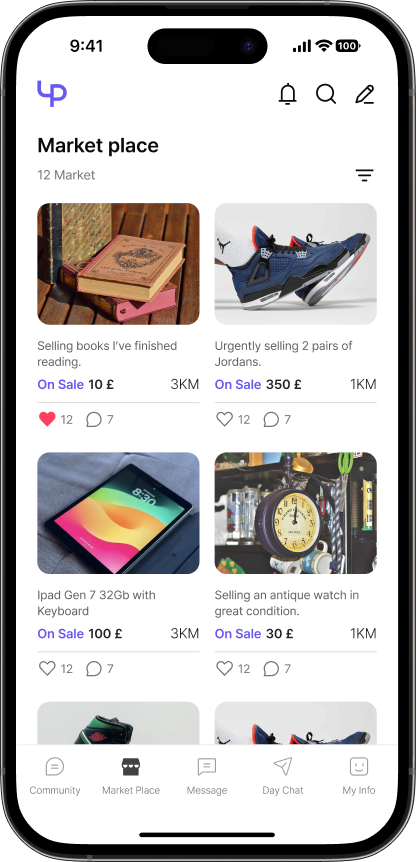 9:41
100
Market place
12 Market
Selling books I've finished
reading.
On Sale 10 £ 3KM
12 7
Urgently selling 2 pairs of
Jordans.
On Sale 350 £ 1KM
12 7
8:30
Ipad Gen 7 32Gb with
Keyboard
On Sale 100 £ 3KM
12 7
Selling an antique watch in
great condition.
On Sale 30 £ 1KM
12 7
Community
Market Place
Message
Day Chat
My Info